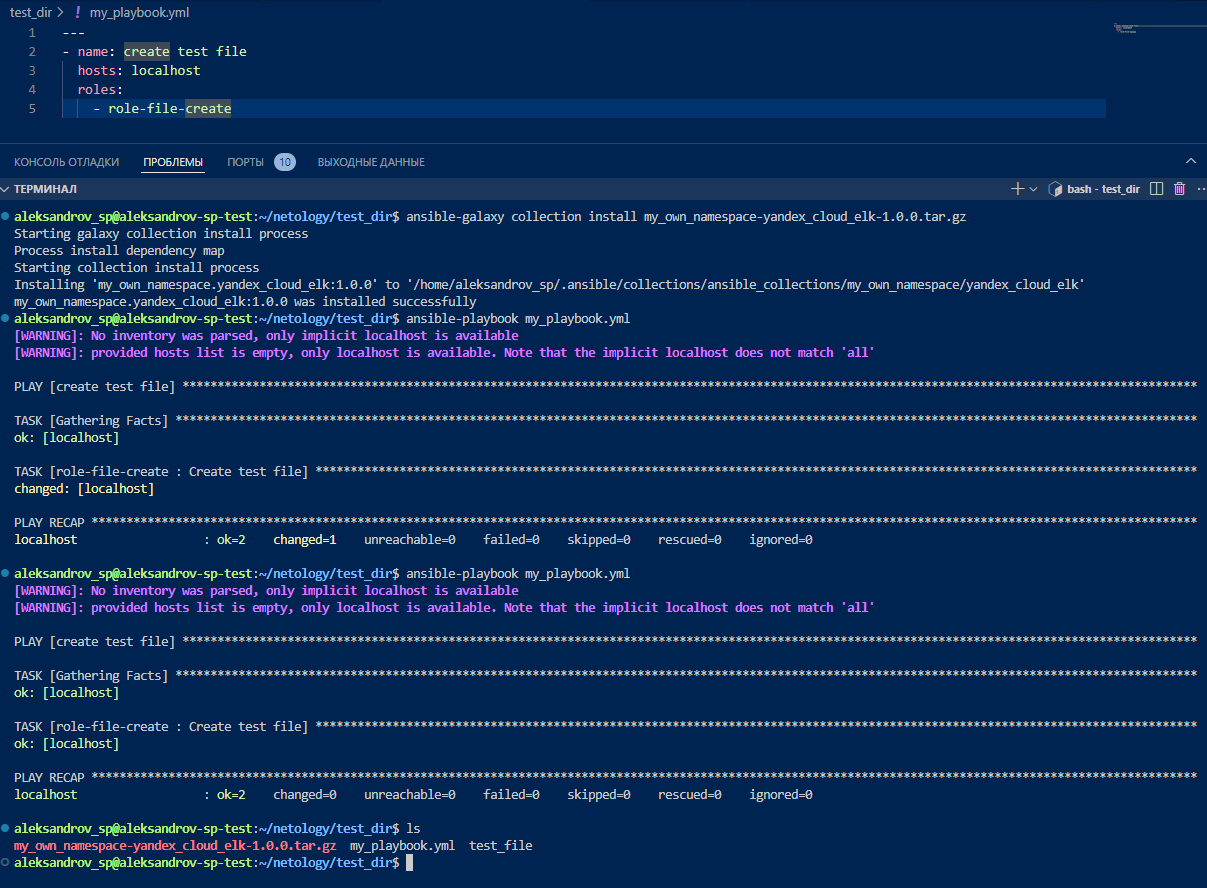 test_dir > ! my_playbook.yml
1 ---
2 - name: create test file
3 hosts: localhost
4 roles:
5 - role-file-create
КОНСОЛЬ ОТЛАДКИ ПРОБЛЕМЫ ПОРТЫ 10 ВЫХОДНЫЕ ДАННЫЕ
ТЕРМИНАЛ bash - test_dir
aleksandrov_sp@aleksandrov-sp-test:~/netology/test_dir$ ansible-galaxy collection install my_own_namespace-yandex_cloud_elk-1.0.0.tar.gz
Starting galaxy collection install process
Process install dependency map
Starting collection install process
Installing 'my_own_namespace.yandex_cloud_elk:1.0.0' to '/home/aleksandrov_sp/.ansible/collections/ansible_collections/my_own_namespace/yandex_cloud_elk'
my_own_namespace.yandex_cloud_elk:1.0.0 was installed successfully
aleksandrov_sp@aleksandrov-sp-test:~/netology/test_dir$ ansible-playbook my_playbook.yml
[WARNING]: No inventory was parsed, only implicit localhost is available
[WARNING]: provided hosts list is empty, only localhost is available. Note that the implicit localhost does not match 'all'
PLAY [create test file] *************************************************************************************************************************************************
TASK [Gathering Facts] **************************************************************************************************************************************************
ok: [localhost]
TASK [role-file-create : Create test file] ******************************************************************************************************************************
changed: [localhost]
PLAY RECAP **************************************************************************************************************************************************************
localhost : ok=2 changed=1 unreachable=0 failed=0 skipped=0 rescued=0 ignored=0
aleksandrov_sp@aleksandrov-sp-test:~/netology/test_dir$ ansible-playbook my_playbook.yml
[WARNING]: No inventory was parsed, only implicit localhost is available
[WARNING]: provided hosts list is empty, only localhost is available. Note that the implicit localhost does not match 'all'
PLAY [create test file] *************************************************************************************************************************************************
TASK [Gathering Facts] **************************************************************************************************************************************************
ok: [localhost]
TASK [role-file-create : Create test file] ******************************************************************************************************************************
ok: [localhost]
PLAY RECAP **************************************************************************************************************************************************************
localhost : ok=2 changed=0 unreachable=0 failed=0 skipped=0 rescued=0 ignored=0
aleksandrov_sp@aleksandrov-sp-test:~/netology/test_dir$ ls
my_own_namespace-yandex_cloud_elk-1.0.0.tar.gz my_playbook.yml test_file
aleksandrov_sp@aleksandrov-sp-test:~/netology/test_dir$